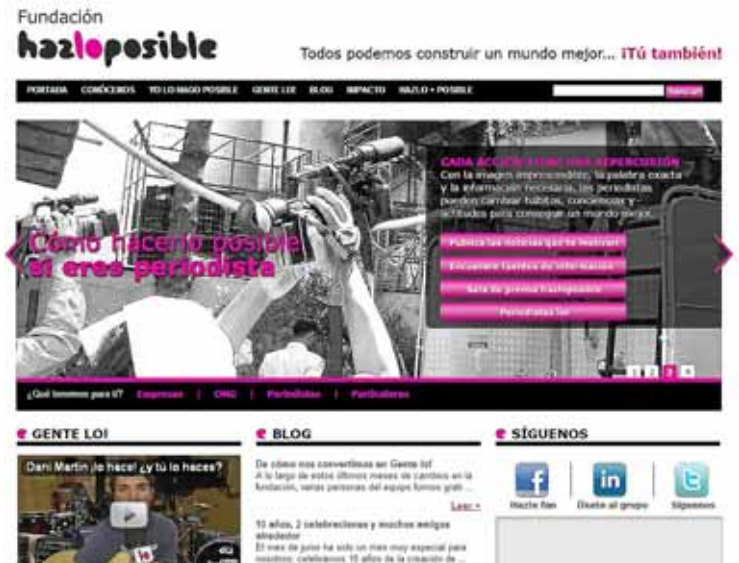 Fundación
hazloposible
Todos podemos construir un mundo mejor... ¡Tú también!
PORTADA CONÓCENOS YO LO HAGO POSIBLE GENTE LO! BLOG IMPACTO HAZLO + POSIBLE
Buscar
CADA ACCIÓN TIENE UNA REPERCUSIÓN
Con la imagen imprescindible, la palabra exacta
y la información necesaria, los periodistas
pueden cambiar hábitos, conciencias y
actitudes para conseguir un mundo mejor.
Cómo hacerlo posible
si eres periodista
Publica las noticias que te motivan
Encuentra fuentes de información
Sala de prensa hazloposible
Periodistas lo!
1 2 3 4
¿Qué tenemos para ti? Empresas | ONG | Periodistas | Particulares
GENTE LO!
Dani Martín ¡lo hace! ¿y tú lo haces?
lo
BLOG
De cómo nos convertimos en Gente lo!
A lo largo de estos últimos meses de cambios en la
fundación, varias personas del equipo fuimos
Leer +
10 años, 2 celebraciones y muchos amigos
alrededor
El mes de junio ha sido un mes muy especial para
nosotros: celebramos 10 años de la creación de ...
SÍGUENOS
f in t
Hazte fan Únete al grupo Síguenos